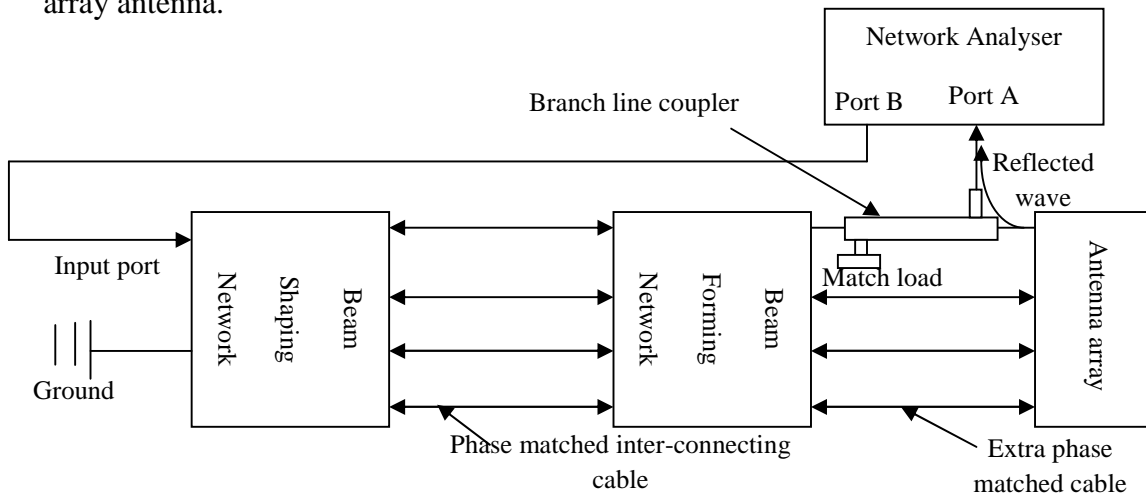 array antenna.
Network Analyser
Port B
Port A
Branch line coupler
Reflected
wave
Input port
Match load
Ground
Beam
Shaping
Network
Beam
Forming
Network
Antenna array
Phase matched inter-connecting
cable
Extra phase
matched cable